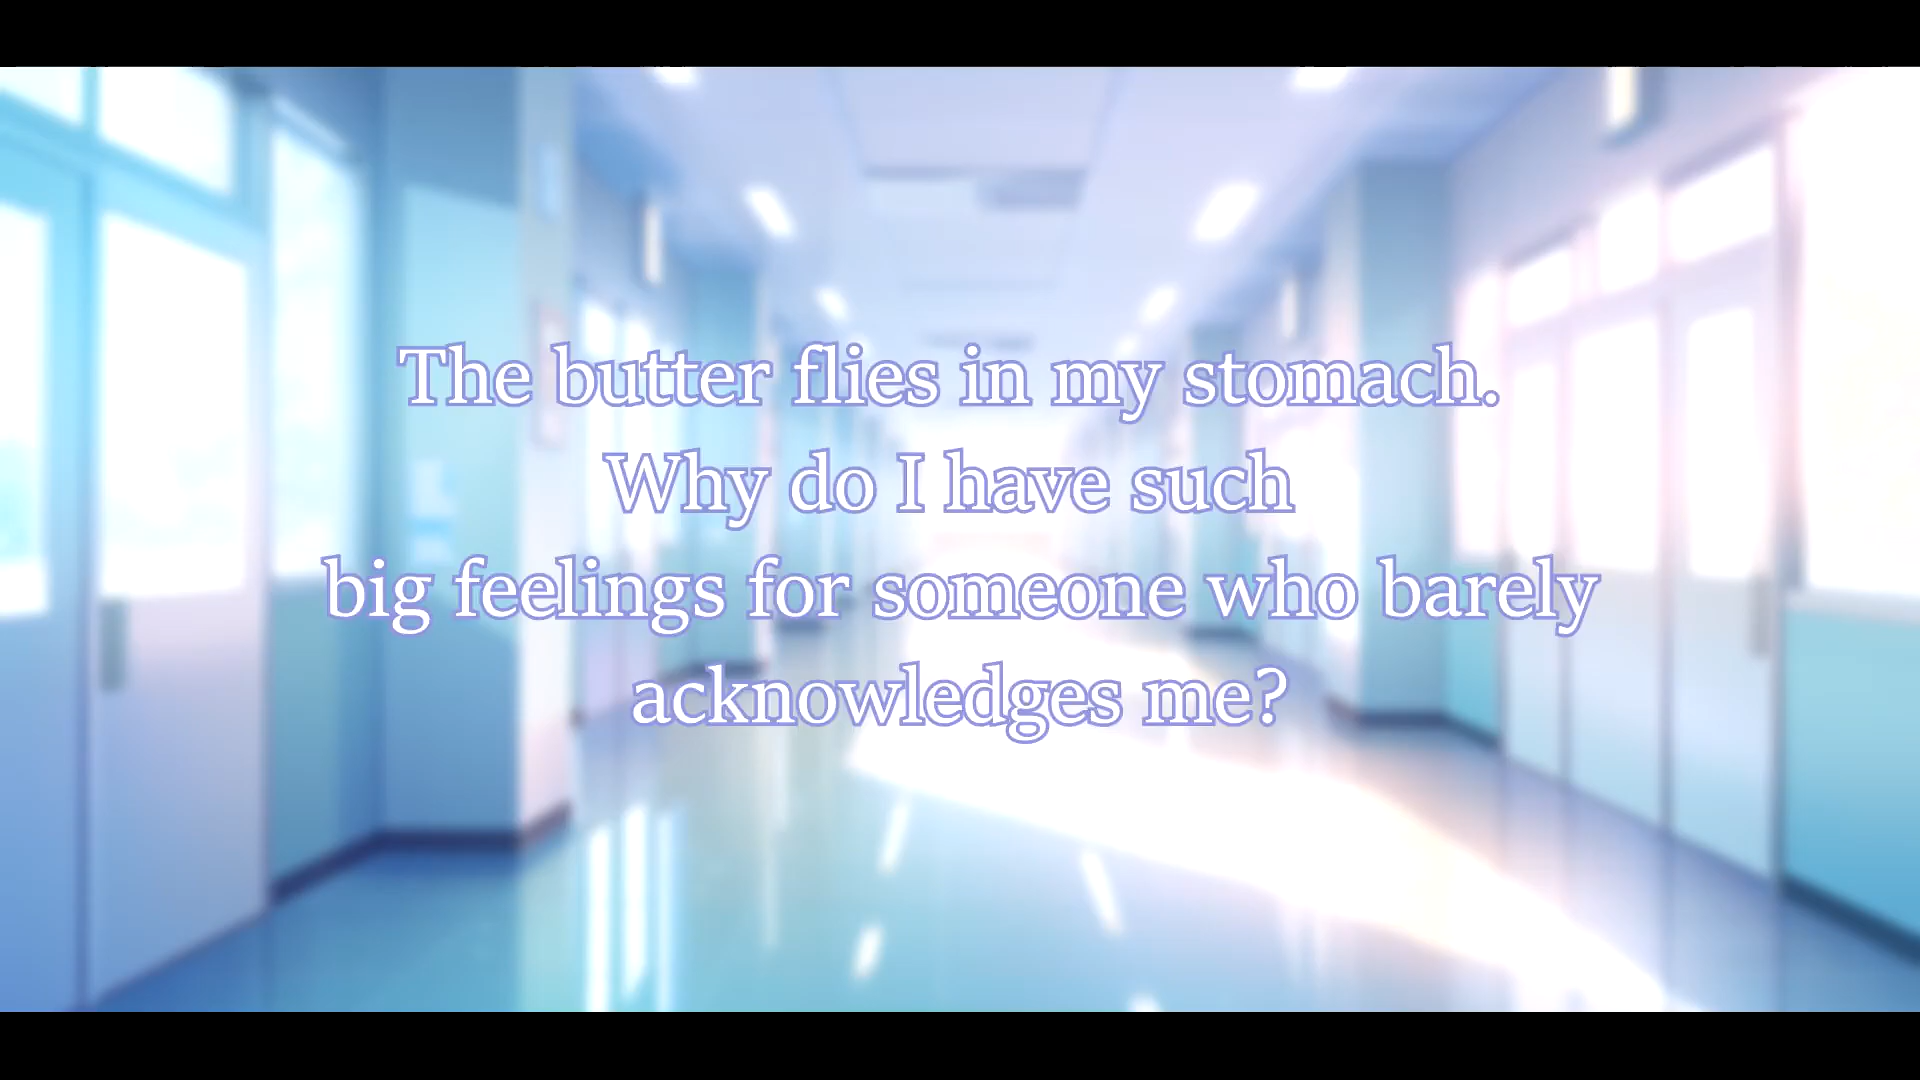 The butter flies in my stomach.
Why do I have such
big feelings for someone who barely
acknowledges me?